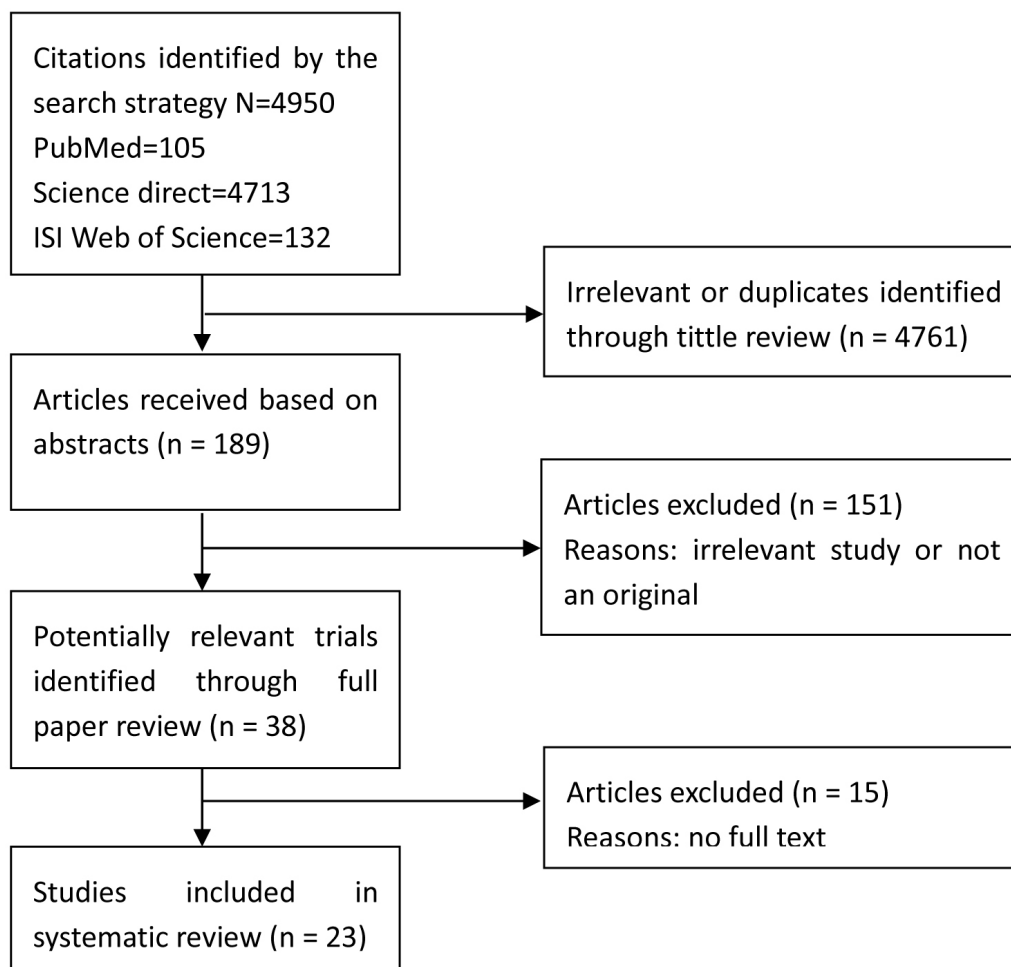 Citations identified by the
search strategy N=4950
PubMed=105
Science direct=4713
ISI Web of Science=132
Irrelevant or duplicates identified
through tittle review (n = 4761)
Articles received based on
abstracts (n = 189)
Articles excluded (n = 151)
Reasons: irrelevant study or not
an original
Potentially relevant trials
identified through full
paper review (n = 38)
Articles excluded (n = 15)
Reasons: no full text
Studies included in
systematic review (n = 23)